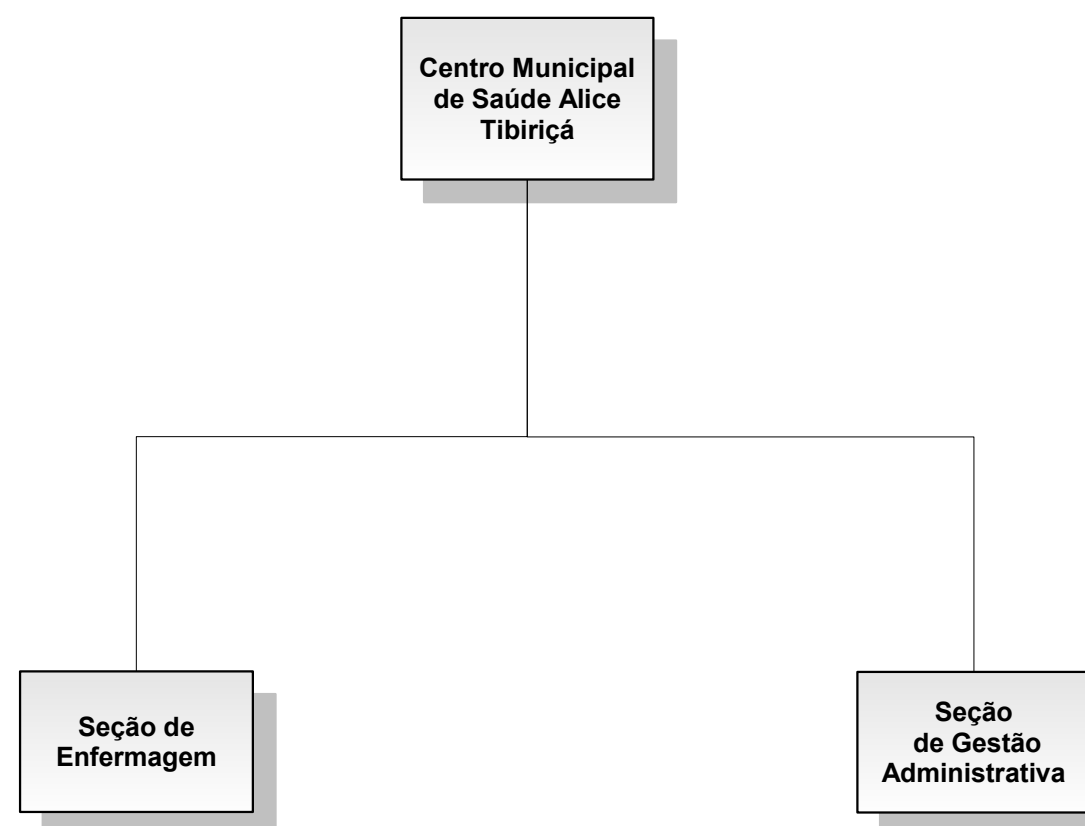 Centro Municipal
de Saúde Alice
Tibiriçá
Seção de
Enfermagem
Seção
de Gestão
Administrativa